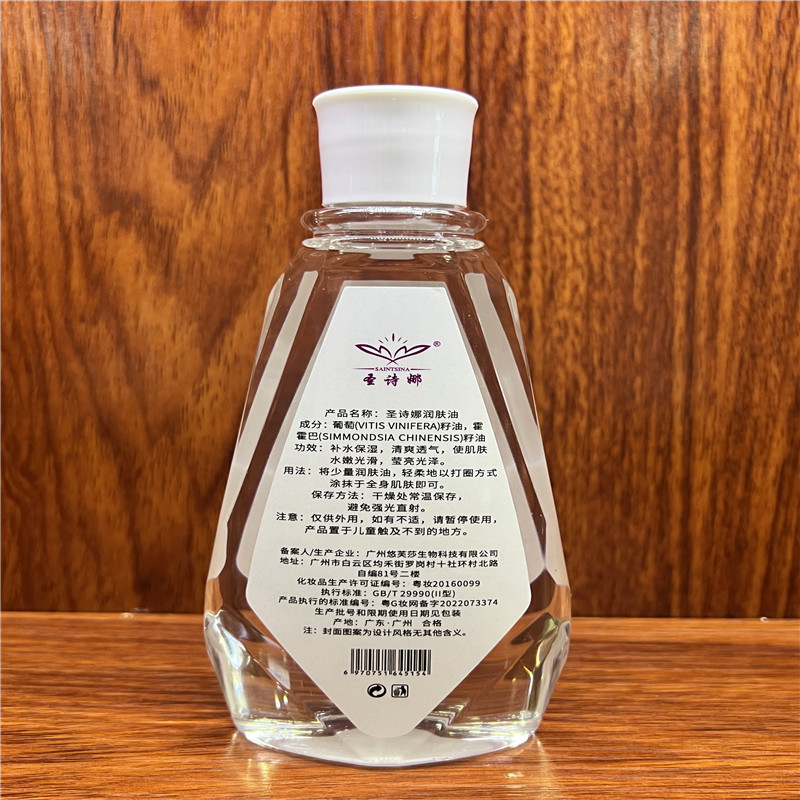 ®
SAINTSINA
圣诗娜
产品名称：圣诗娜润肤油
成分：葡萄(VITIS VINIFERA)籽油，霍
霍巴(SIMMONDSIA CHINENSIS)籽油
功效：补水保湿，清爽透气，使肌肤
水嫩光滑，莹亮光泽。
用法：将少量润肤油，轻柔地以打圈方式
涂抹于全身肌肤即可。
保存方法：干燥处常温保存，
避免强光直射。
注意：仅供外用，如有不适，请暂停使用，
产品置于儿童触及不到的地方。
备案人/生产企业：广州悠芙莎生物科技有限公司
地址：广州市白云区均禾街罗岗村十社环村北路
自编81号二楼
化妆品生产许可证编号：粤妆20160099
执行标准：GB/T 29990(II型)
产品执行的标准编号：粤G妆网备字2022073374
生产批号和限期使用日期见包装
产地：广东·广州 合格
注：封面图案为设计风格无其他含义。
6 970751 645154